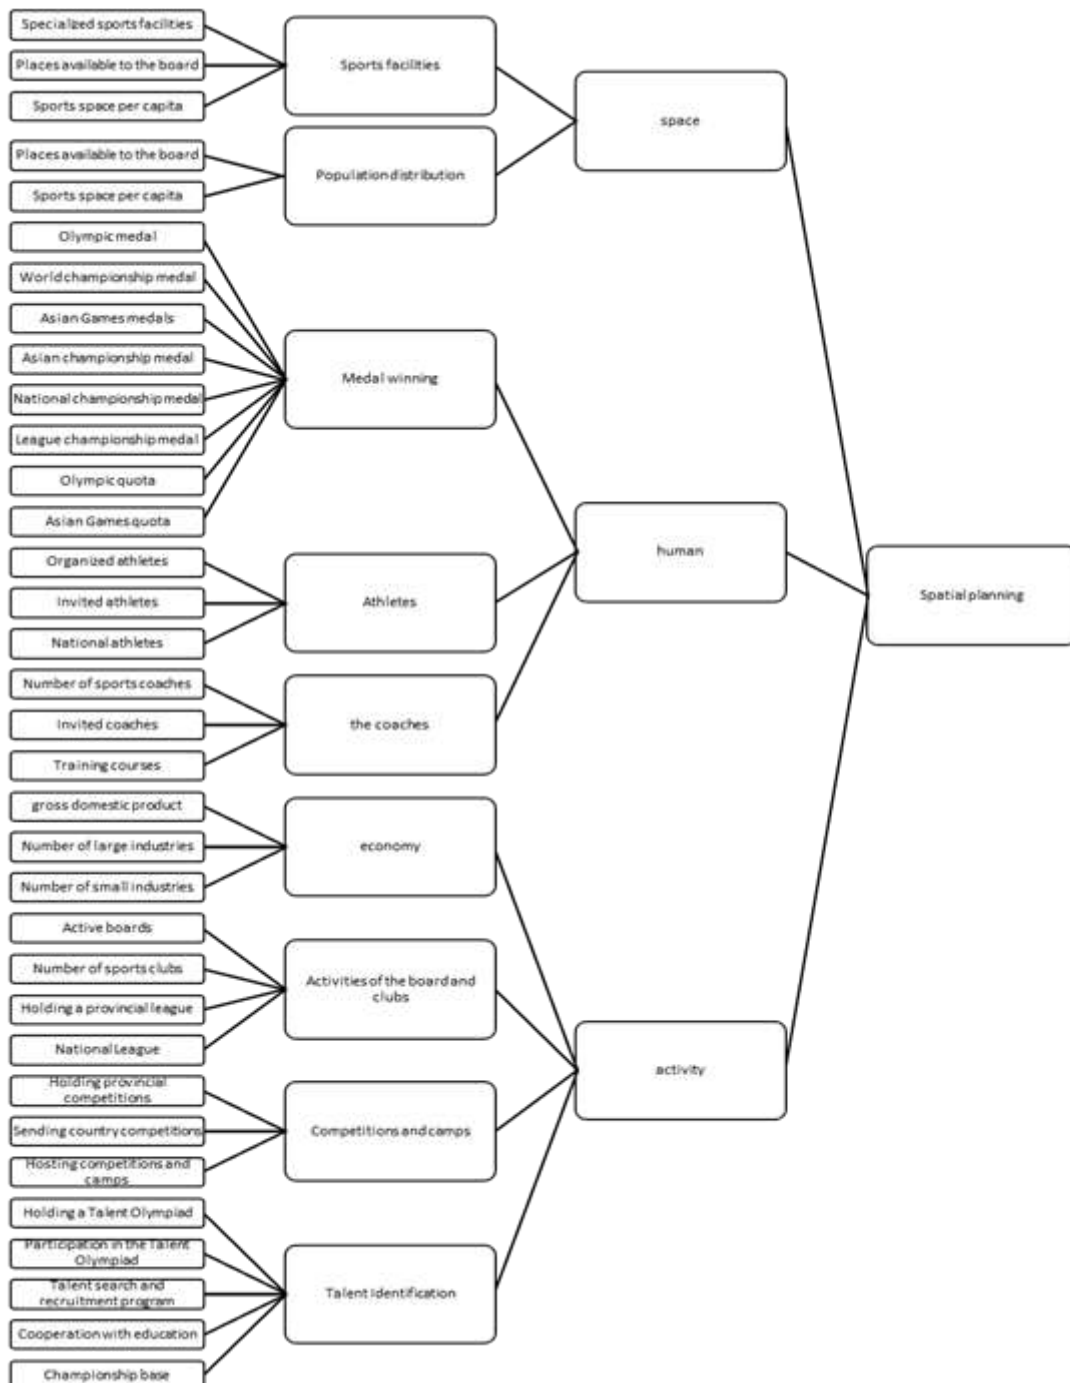 Specialized sports facilities
Places available to the board
Sports space per capita
Places available to the board
Sports space per capita
Olympic medal
World championship medal
Asian Games medals
Asian championship medal
National championship medal
League championship medal
Olympic quota
Asian Games quota
Organized athletes
Invited athletes
National athletes
Number of sports coaches
Invited coaches
Training courses
gross domestic product
Number of large industries
Number of small industries
Active boards
Number of sports clubs
Holding a provincial league
National League
Holding provincial
competitions
Sending country competitions
Hosting competitions and
camps
Holding a Talent Olympiad
Participation in the Talent
Olympiad
Talent search and
recruitment program
Cooperation with education
Championship base
Sports facilities
Population distribution
Medal winning
Athletes
the coaches
economy
Activities of the board and
clubs
Competitions and camps
Talent Identification
space
human
activity
Spatial planning